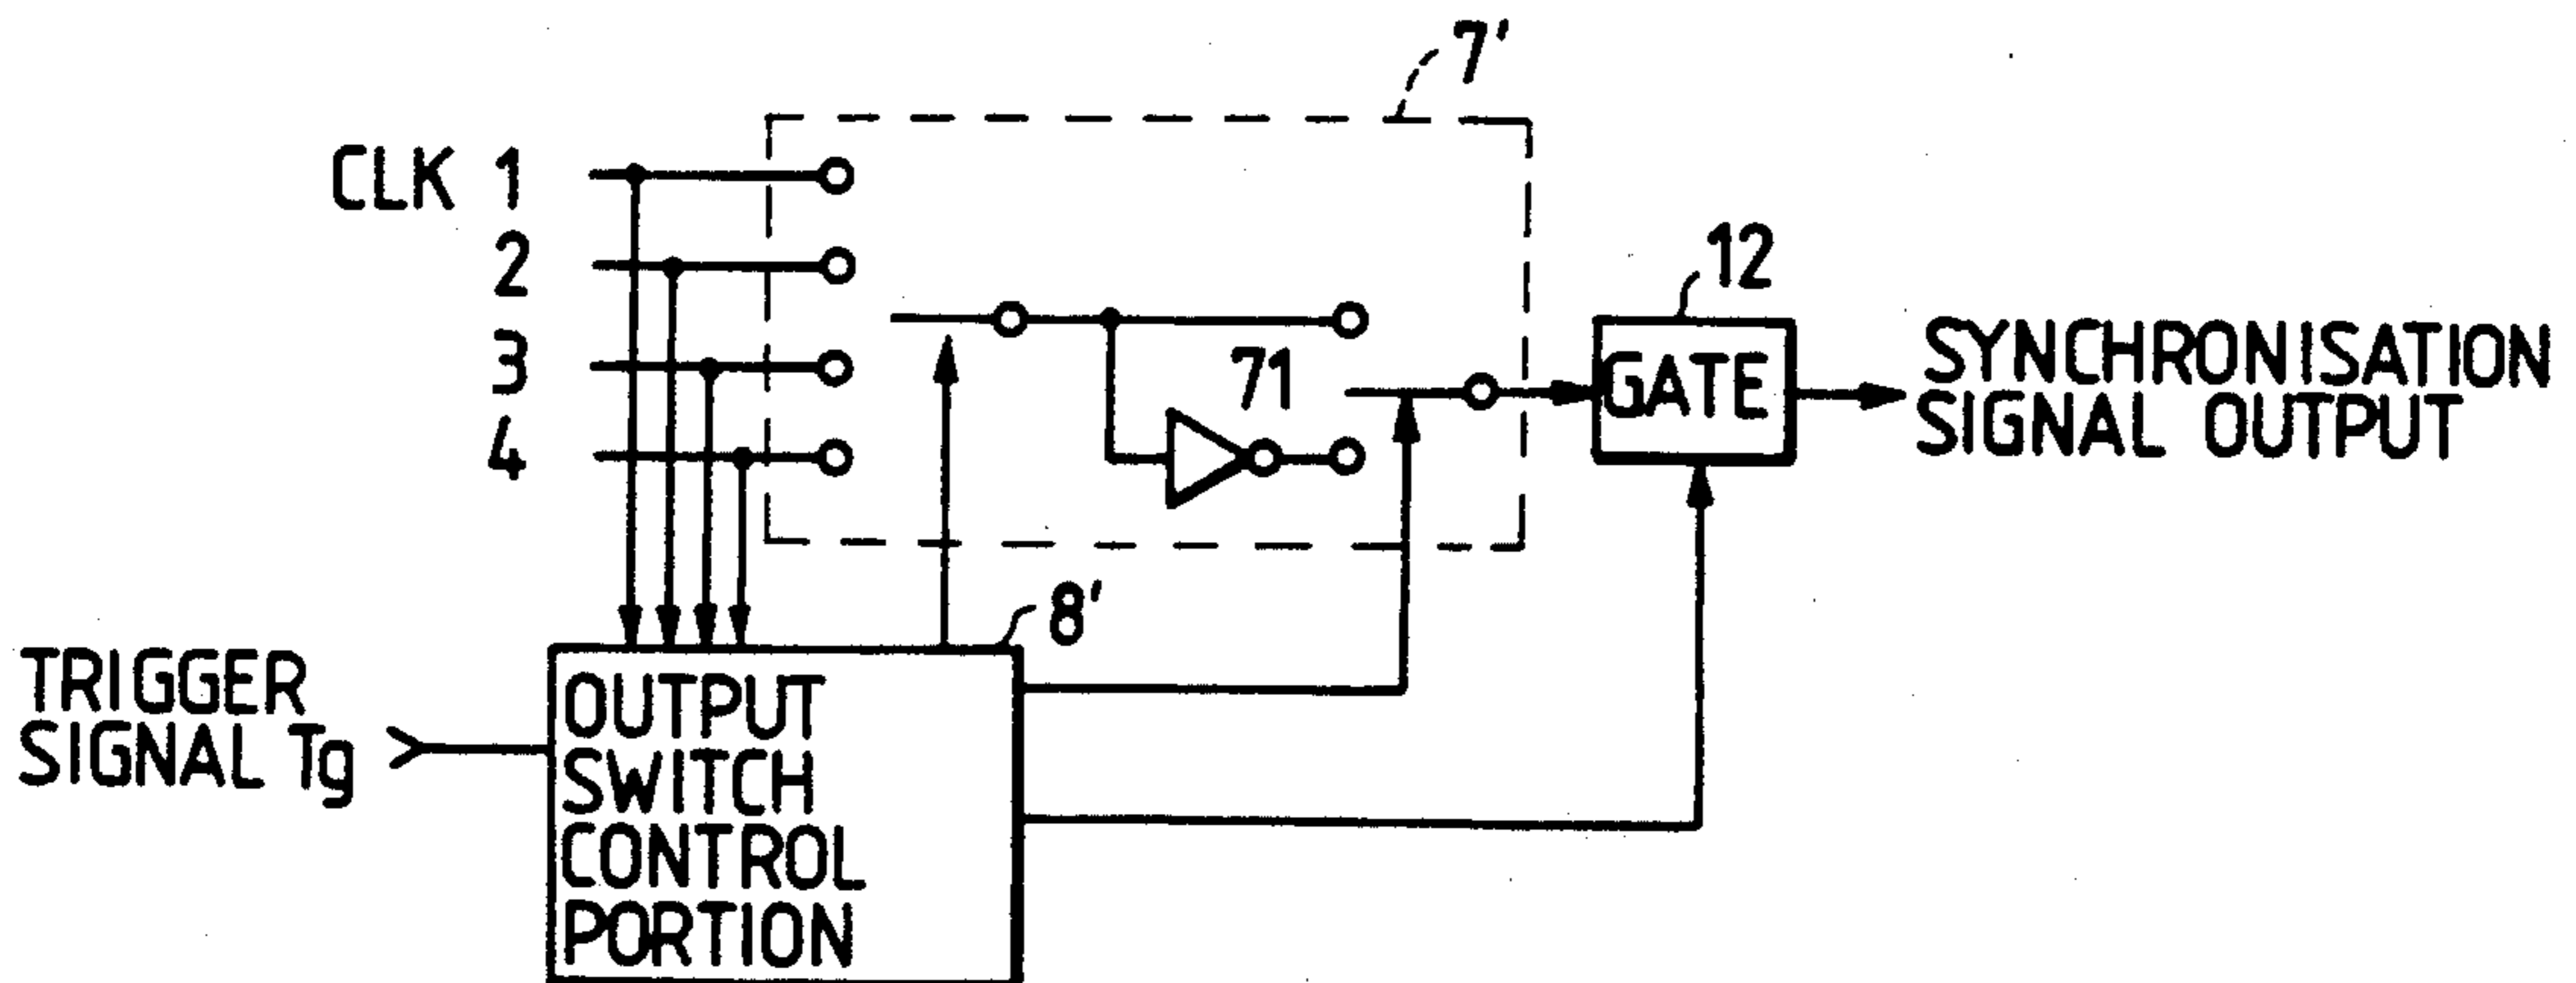 7'
CLK 1
2
3
4
71
12
GATE
SYNCHRONISATION
SIGNAL OUTPUT
8'
TRIGGER
SIGNAL Tg
OUTPUT
SWITCH
CONTROL
PORTION